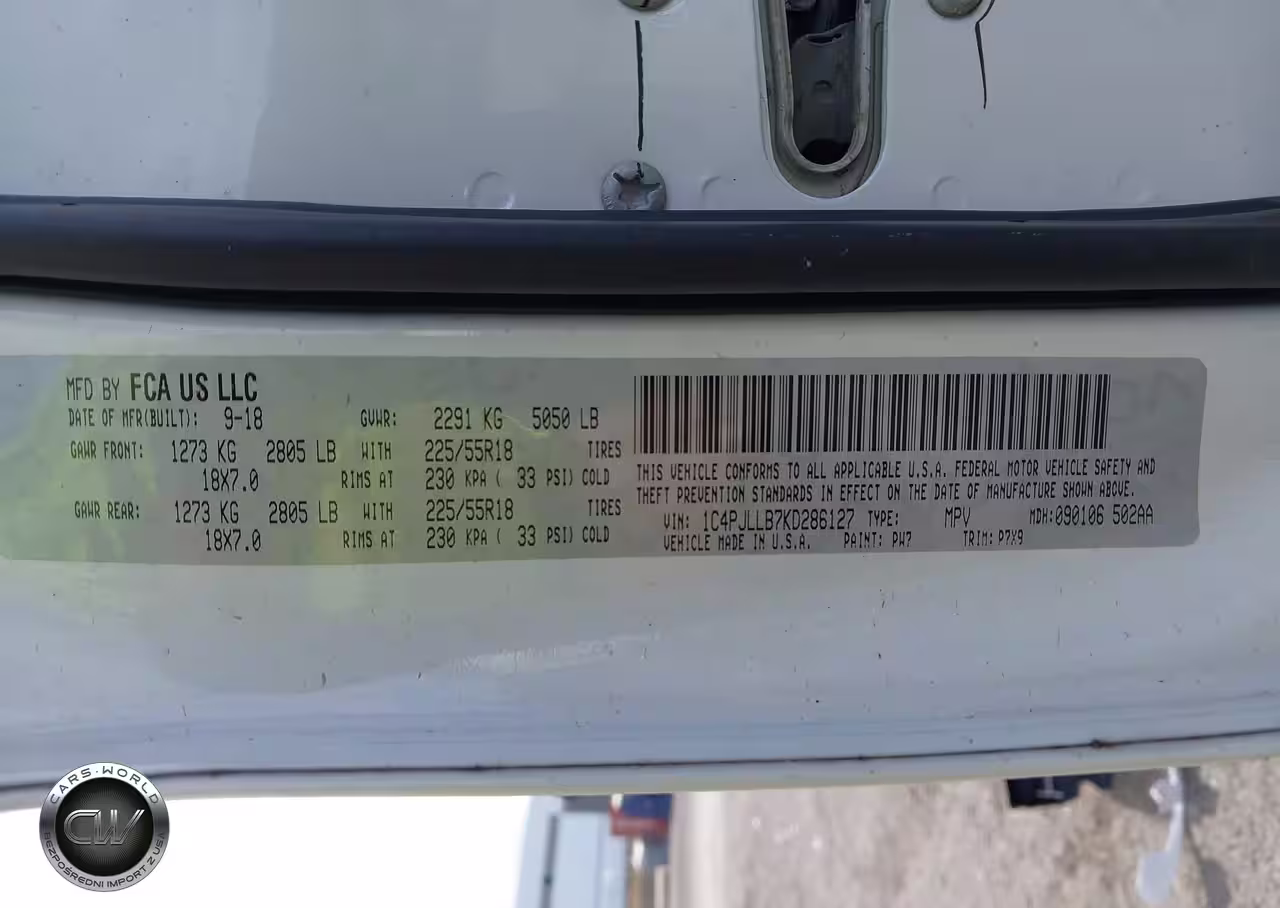 MFD BY FCA US LLC
DATE OF MFR(BUILT): 9-18 GVWR: 2291 KG 5050 LB
GAWR FRONT: 1273 KG 2805 LB WITH 225/55R18 TIRES
18X7.0 RIMS AT 230 KPA ( 33 PSI) COLD
GAWR REAR: 1273 KG 2805 LB WITH 225/55R18 TIRES
18X7.0 RIMS AT 230 KPA ( 33 PSI) COLD
THIS VEHICLE CONFORMS TO ALL APPLICABLE U.S.A. FEDERAL MOTOR VEHICLE SAFETY AND
THEFT PREVENTION STANDARDS IN EFFECT ON THE DATE OF MANUFACTURE SHOWN ABOVE.
VIN: 1C4PJLLB7KD286127 TYPE: MPV MDH:090106 502AA
VEHICLE MADE IN U.S.A. PAINT: PW7 TRIM: P7X9
CARS-WORLD
CW
BEZPOŚREDNI IMPORT Z USA